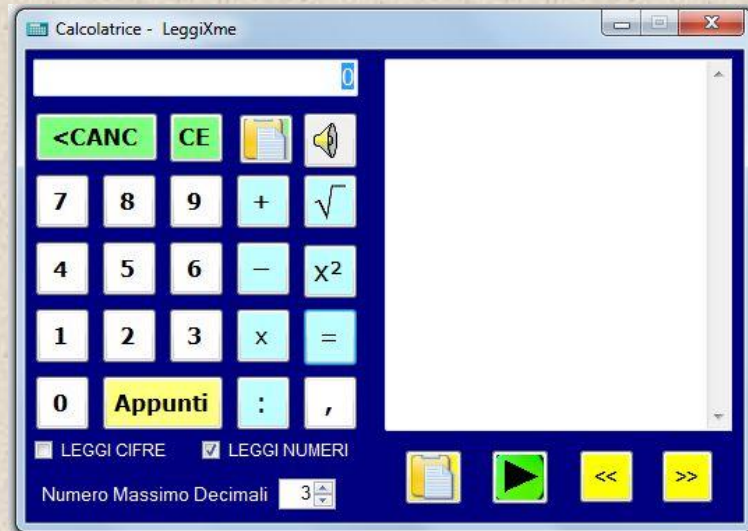 Calcolatrice - LeggiXme
0
<CANC CE
7 8 9 + √
4 5 6 − X²
1 2 3 x =
0 Appunti : ,
LEGGI CIFRE LEGGI NUMERI
Numero Massimo Decimali 3
<< >>